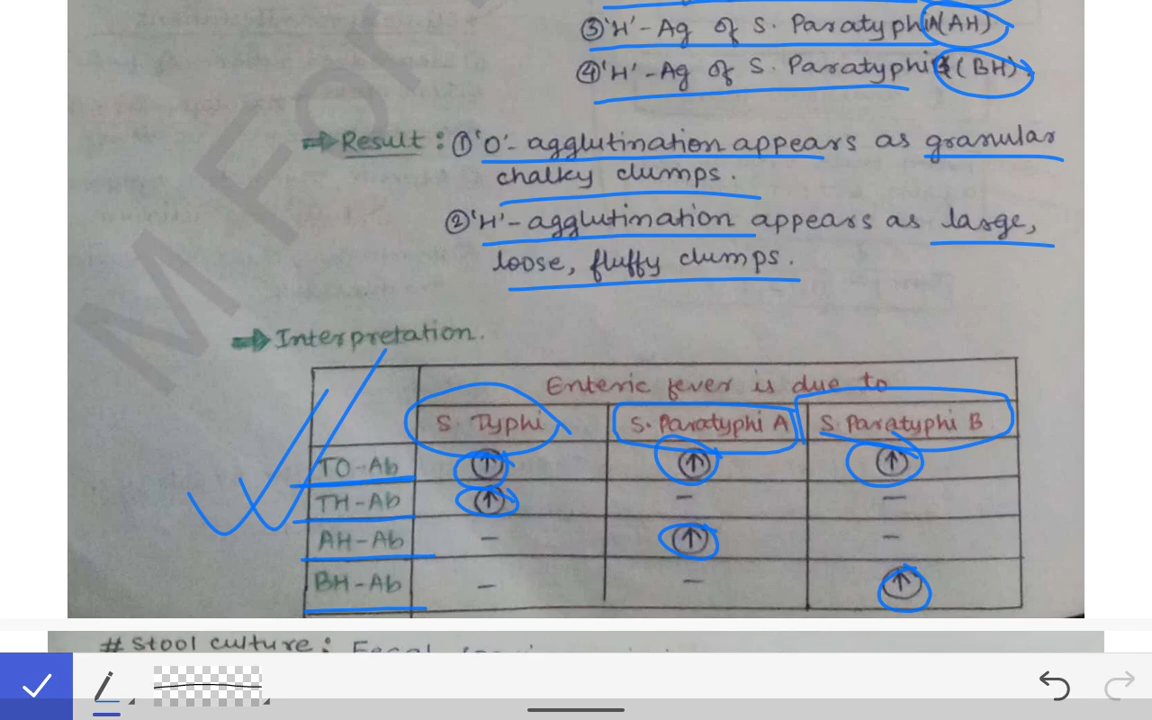 ③ 'H'-Ag of S. Paratyphi A (AH)
④ 'H'-Ag of S. Paratyphi (BH).
⇒ Result: ① 'O'- agglutination appears as granular
chalky clumps.
② 'H'-agglutination appears as large,
loose, fluffy clumps.
⇒ Interpretation.
Enteric fever is due to
S. Typhi S. Paratyphi A S. Paratyphi B
TO-Ab ↑ ↑ ↑
TH-Ab ↑ - -
AH-Ab - ↑ -
BH-Ab - - ↑
# Stool culture:
M For